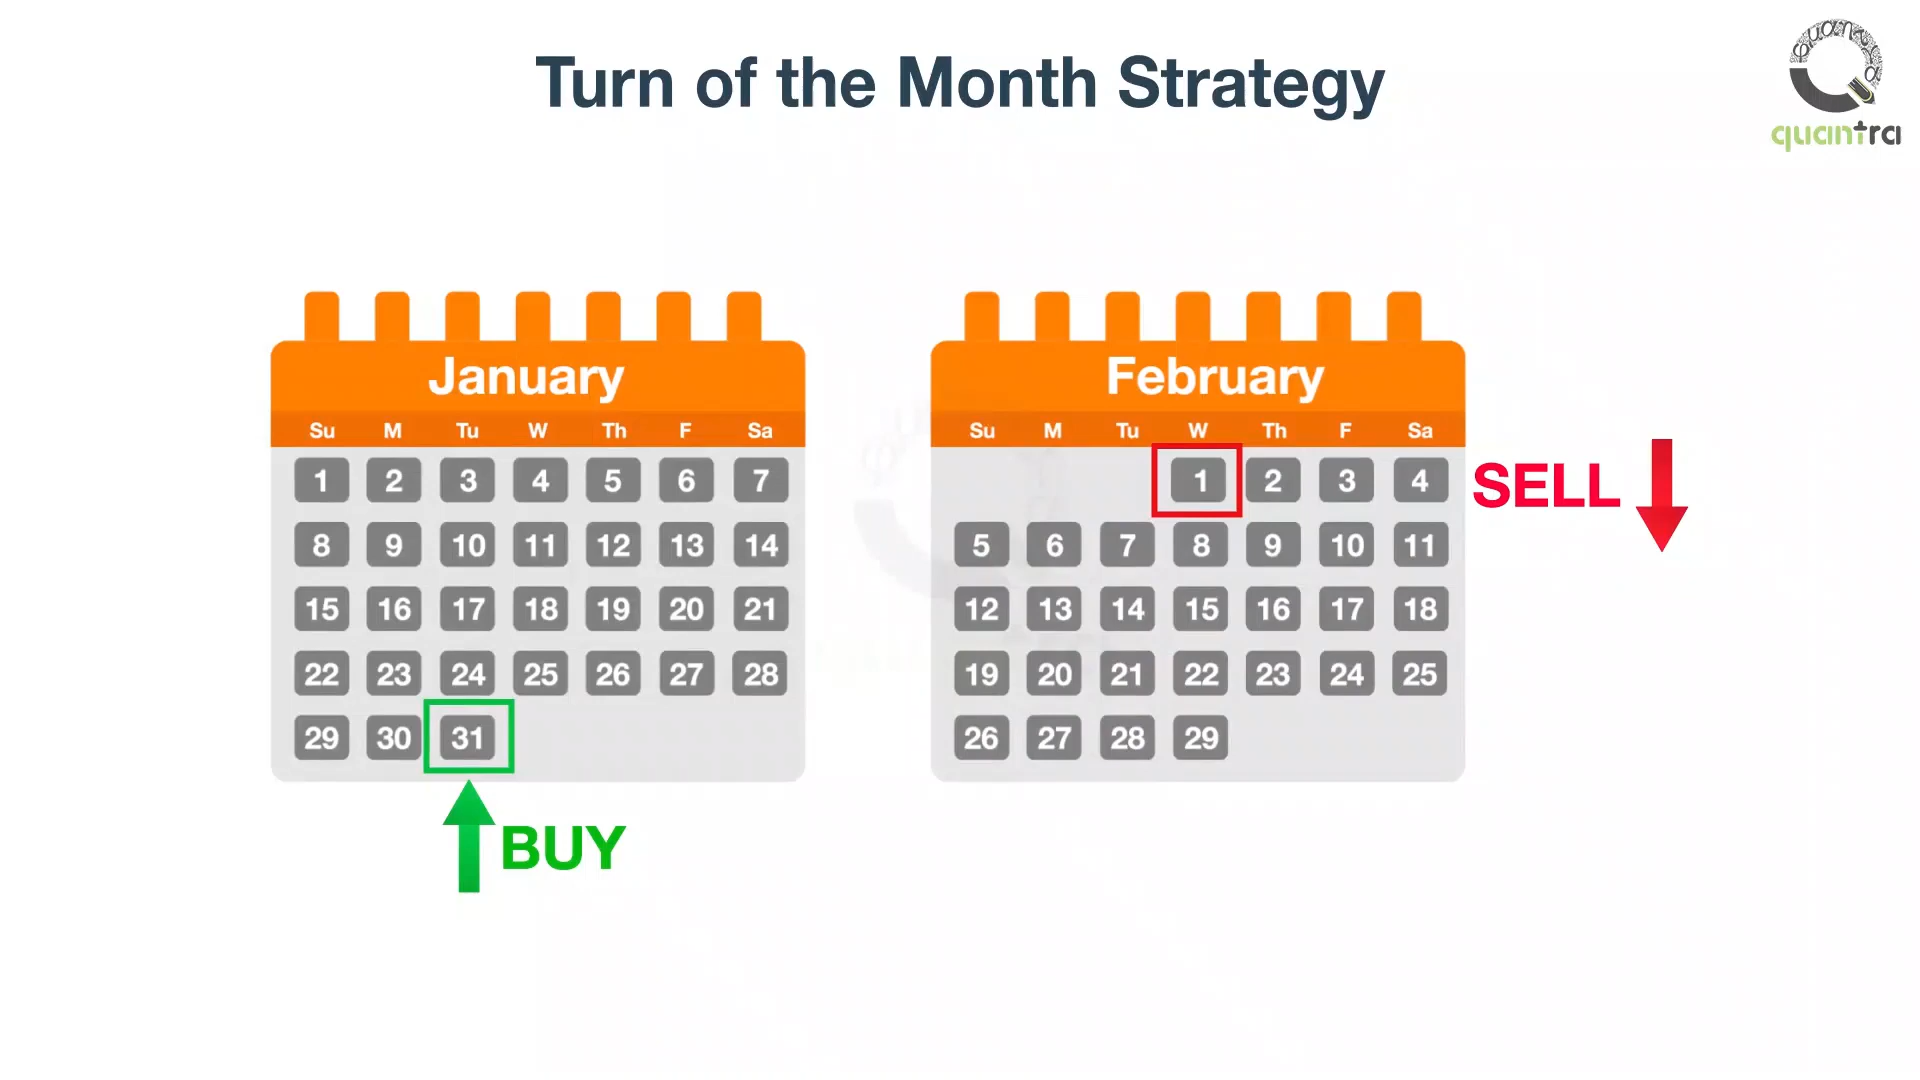 Turn of the Month Strategy
quantra
January
Su M Tu W Th F Sa
1 2 3 4 5 6 7
8 9 10 11 12 13 14
15 16 17 18 19 20 21
22 23 24 25 26 27 28
29 30 31
BUY
February
Su M Tu W Th F Sa
1 2 3 4
5 6 7 8 9 10 11
12 13 14 15 16 17 18
19 20 21 22 23 24 25
26 27 28 29
SELL